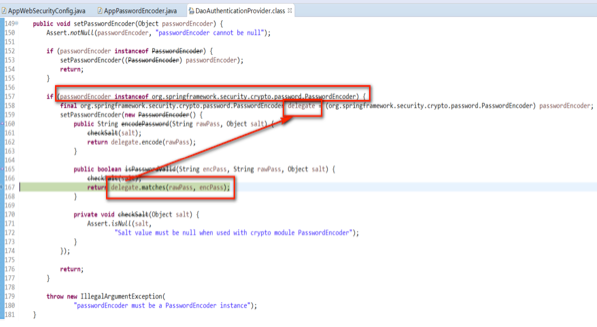 AppWebSecurityConfig.java AppPasswordEncoder.java DaoAuthenticationProvider.class
149 public void setPasswordEncoder(Object passwordEncoder) {
150 Assert.notNull(passwordEncoder, "passwordEncoder cannot be null");
151
152 if (passwordEncoder instanceof PasswordEncoder) {
153 setPasswordEncoder((PasswordEncoder) passwordEncoder);
154 return;
155 }
156
157 if (passwordEncoder instanceof org.springframework.security.crypto.password.PasswordEncoder) {
158 final org.springframework.security.crypto.password.PasswordEncoder delegate = (org.springframework.security.crypto.password.PasswordEncoder) passwordEncoder;
159 setPasswordEncoder(new PasswordEncoder() {
160 public String encodePassword(String rawPass, Object salt) {
161 checkSalt(salt);
162 return delegate.encode(rawPass);
163 }
164
165 public boolean isPasswordValid(String encPass, String rawPass, Object salt) {
166 checkSalt(salt);
167 return delegate.matches(rawPass, encPass);
168 }
169
170 private void checkSalt(Object salt) {
171 Assert.isNull(salt,
172 "Salt value must be null when used with crypto module PasswordEncoder");
173 }
174 });
175
176 return;
177 }
178
179 throw new IllegalArgumentException(
180 "passwordEncoder must be a PasswordEncoder instance");
181 }